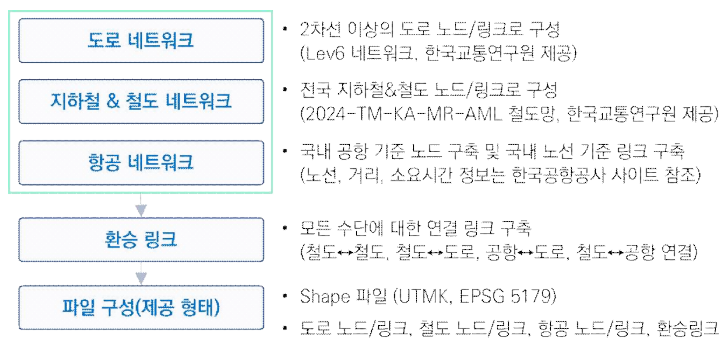 도로 네트워크
• 2차선 이상의 도로 노드/링크로 구성
(Lev6 네트워크, 한국교통연구원 제공)
지하철 & 철도 네트워크
• 전국 지하철&철도 노드/링크로 구성
(2024-TM-KA-MR-AML 철도망, 한국교통연구원 제공)
항공 네트워크
• 국내 공항 기준 노드 구축 및 국내 노선 기준 링크 구축
(노선, 거리, 소요시간 정보는 한국공항공사 사이트 참조)
환승 링크
• 모든 수단에 대한 연결 링크 구축
(철도↔철도, 철도↔도로, 공항↔도로, 철도↔공항 연결)
파일 구성(제공 형태)
• Shape 파일 (UTMK, EPSG 5179)
• 도로 노드/링크, 철도 노드/링크, 항공 노드/링크, 환승링크